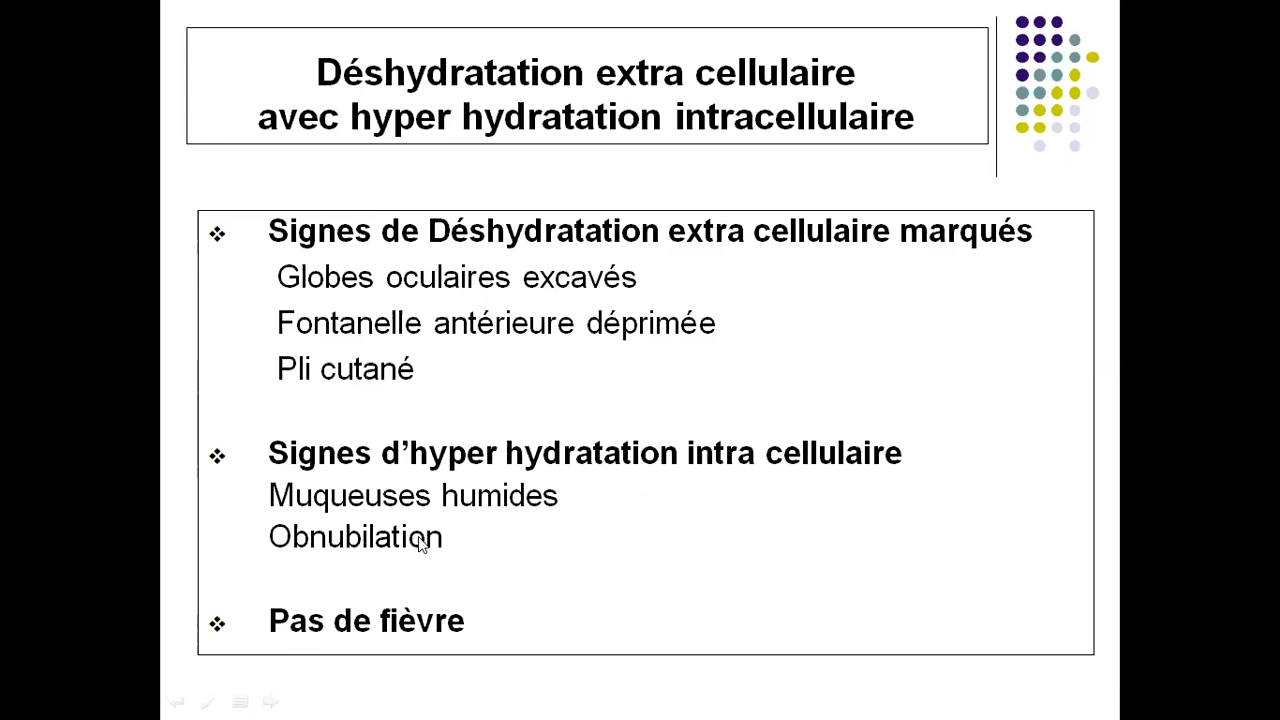 Déshydratation extra cellulaire
avec hyper hydratation intracellulaire
Signes de Déshydratation extra cellulaire marqués
Globes oculaires excavés
Fontanelle antérieure déprimée
Pli cutané
Signes d’hyper hydratation intra cellulaire
Muqueuses humides
Obnubilation
Pas de fièvre